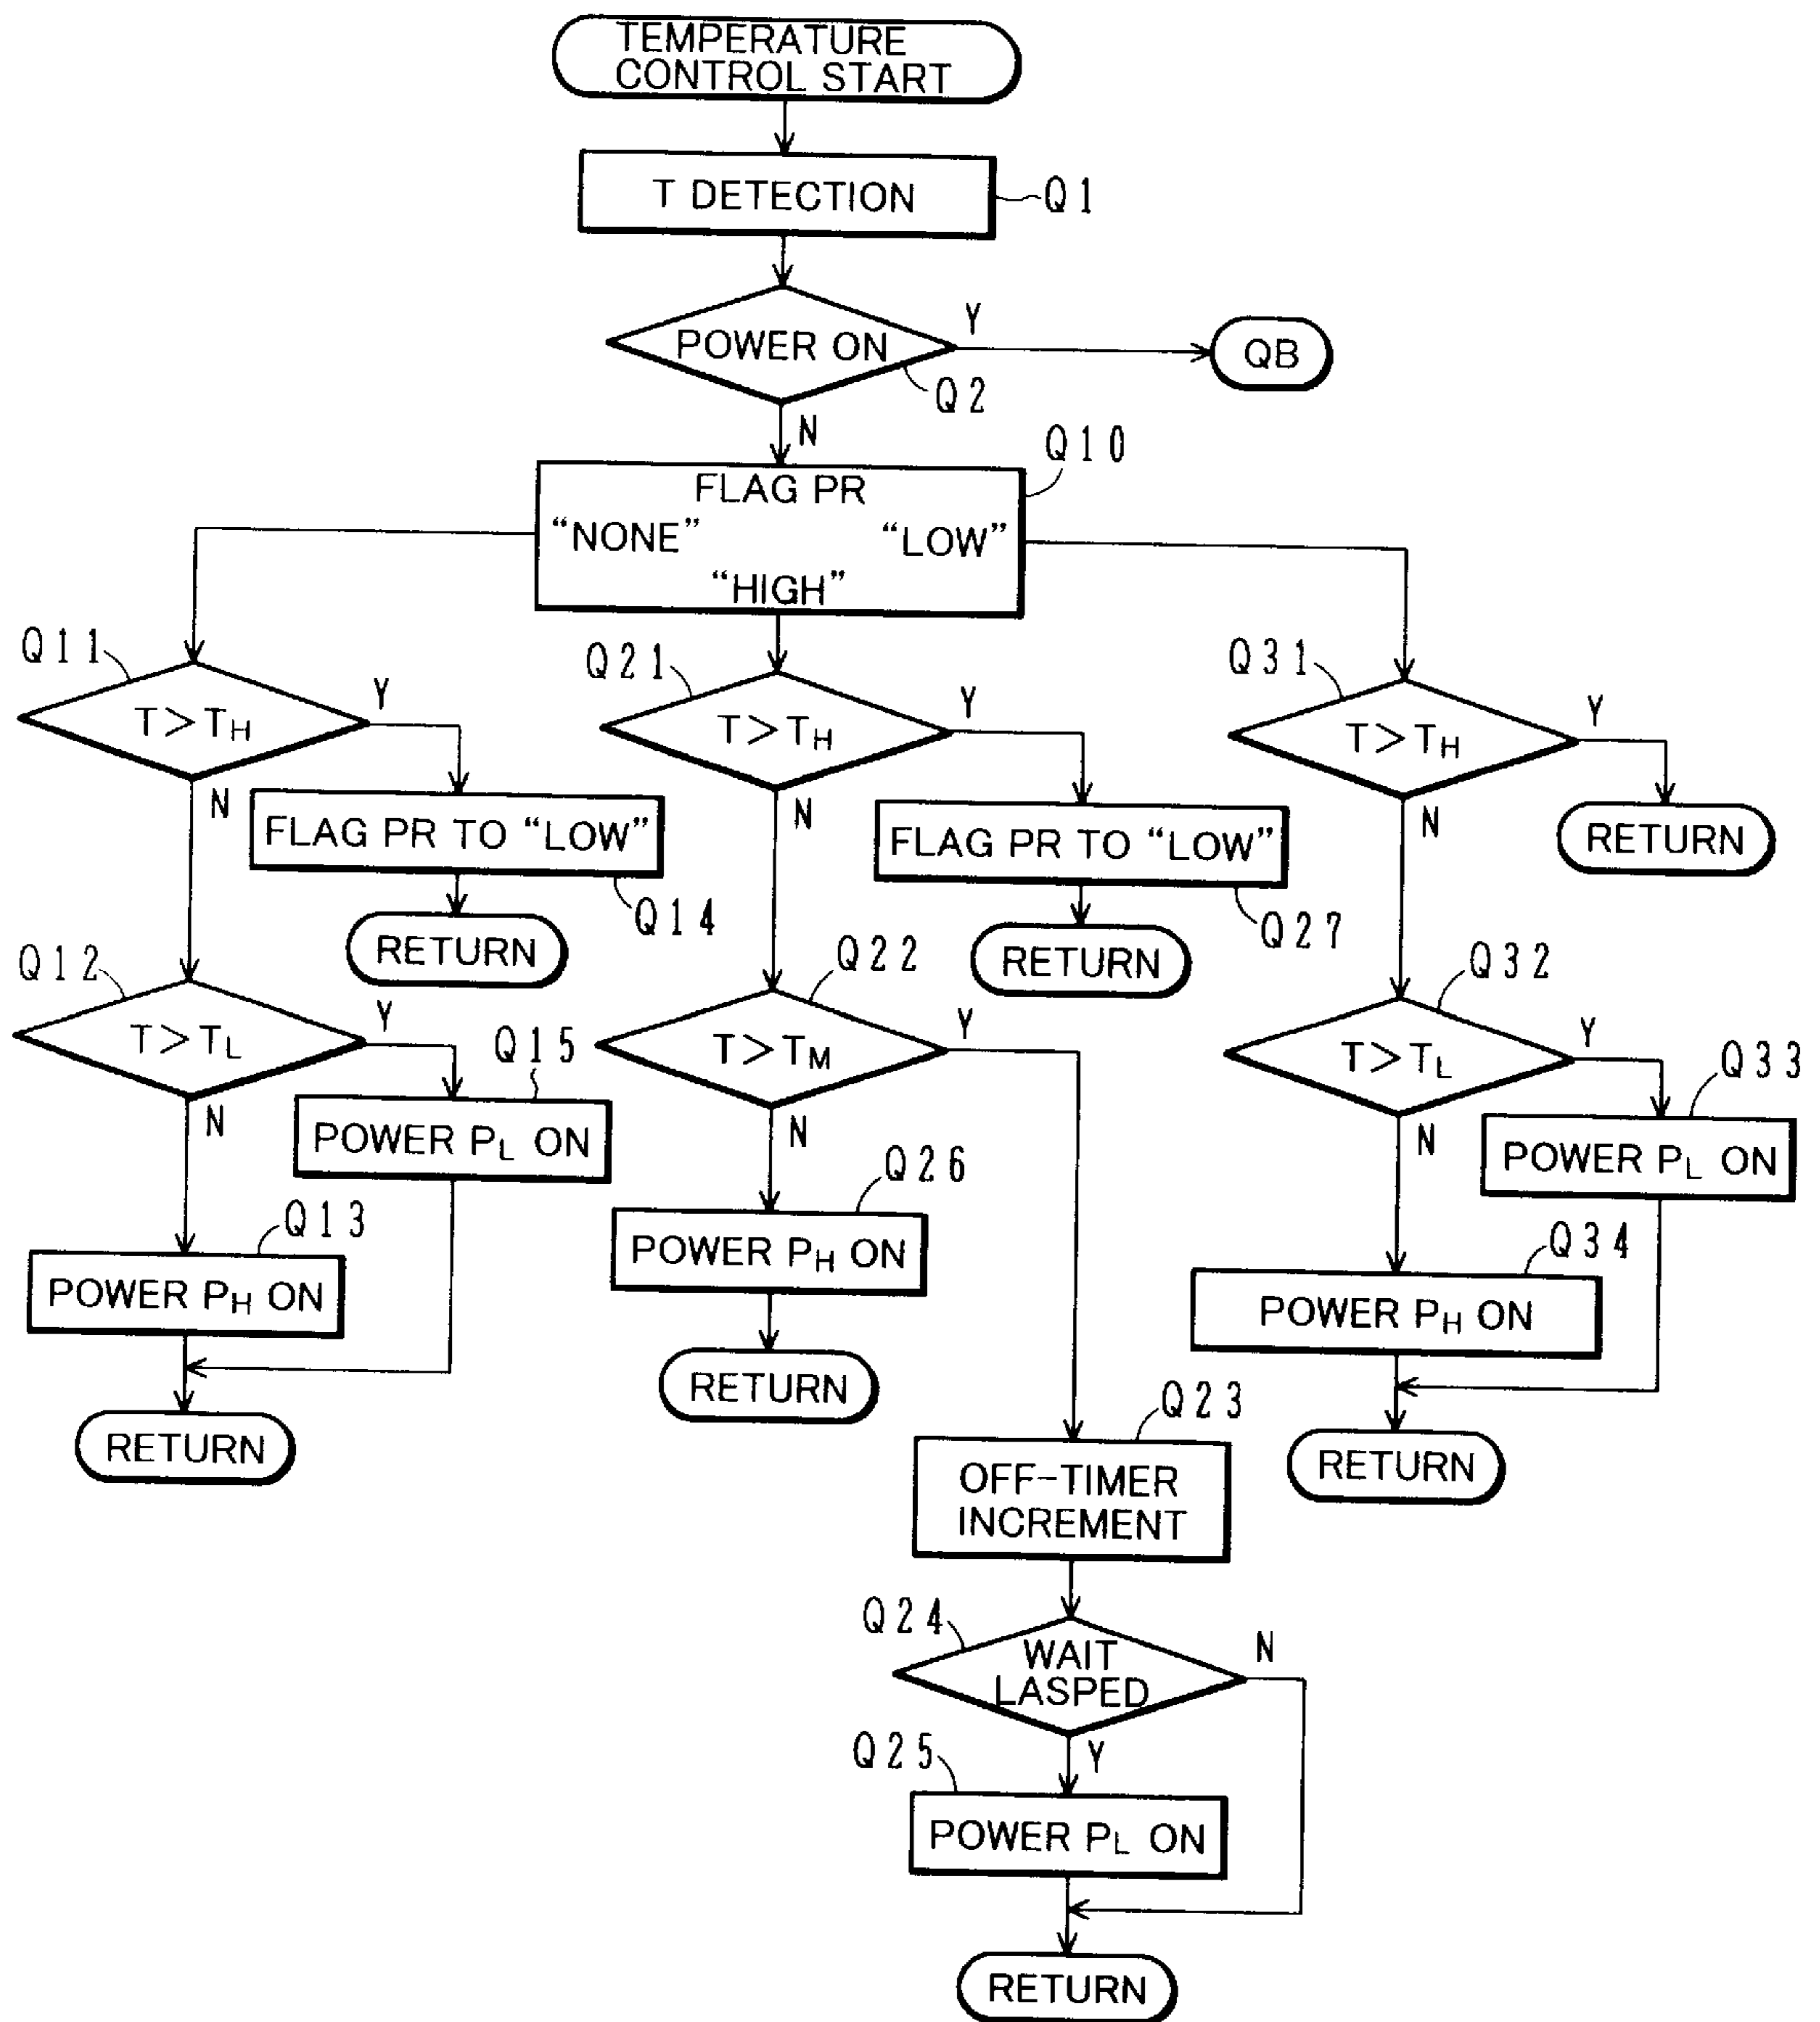 TEMPERATURE
CONTROL START
T DETECTION
Q1
POWER ON
Y
QB
Q2
N
Q10
FLAG PR
“NONE”
“LOW”
“HIGH”
Q11
T>TH
Y
N
FLAG PR TO “LOW”
Q14
RETURN
Q12
T>TL
Y
Q15
N
POWER PL ON
Q13
POWER PH ON
RETURN
Q21
T>TH
Y
N
FLAG PR TO “LOW”
Q27
RETURN
Q22
T>TM
Y
N
Q26
POWER PH ON
RETURN
Q23
OFF-TIMER
INCREMENT
Q24
WAIT
LASPED
N
Q25
Y
POWER PL ON
RETURN
Q31
T>TH
Y
N
RETURN
Q32
T>TL
Y
Q33
N
POWER PL ON
Q34
POWER PH ON
RETURN